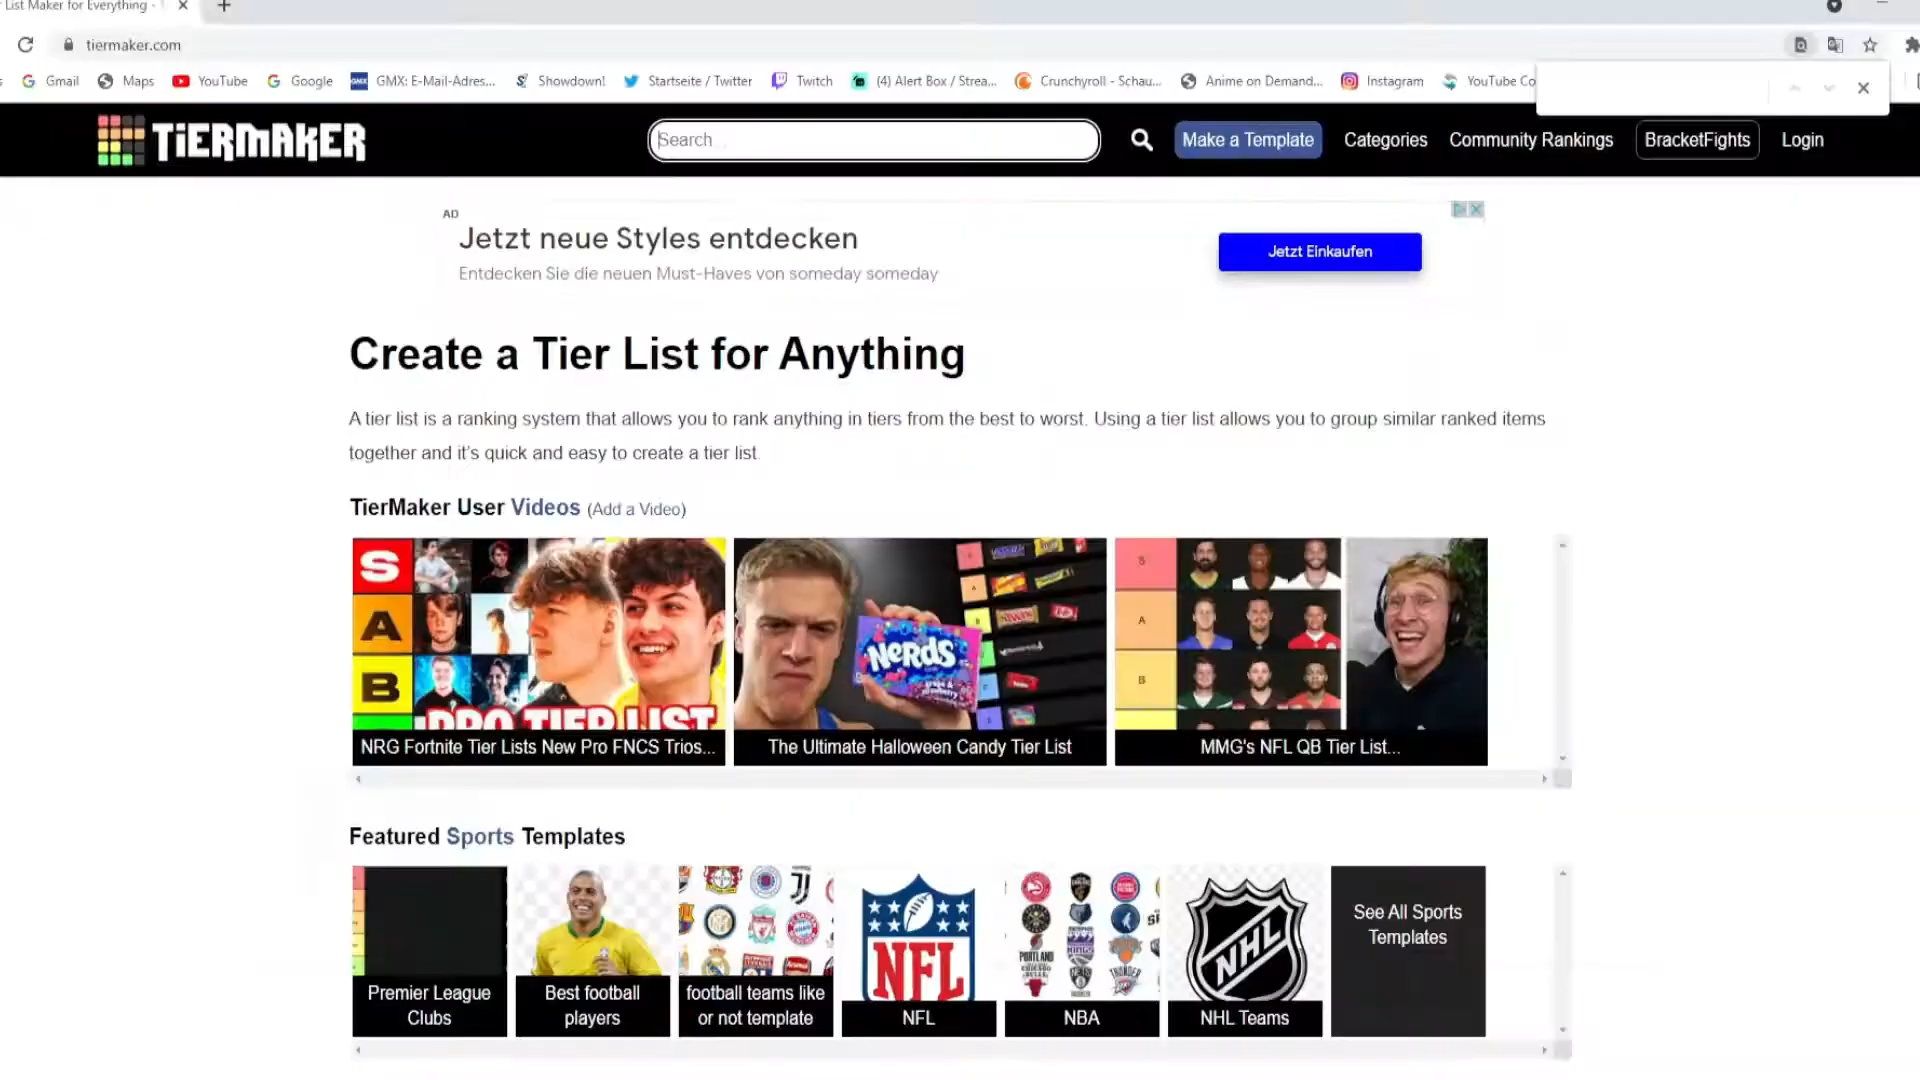 List Maker for Everything -
tiermaker.com
Gmail Maps YouTube Google GMX: E-Mail-Adres... Showdown! Startseite / Twitter Twitch (4) Alert Box / Strea... Crunchyroll - Schau... Anime on Demand... Instagram YouTube Co
TiERMAKER
Search...
Make a Template Categories Community Rankings BracketFights Login
AD
Jetzt neue Styles entdecken
Entdecken Sie die neuen Must-Haves von someday someday
Jetzt Einkaufen
Create a Tier List for Anything
A tier list is a ranking system that allows you to rank anything in tiers from the best to worst. Using a tier list allows you to group similar ranked items
together and it's quick and easy to create a tier list.
TierMaker User Videos (Add a Video)
S
A
B
PRO TIER LIST
NeRDS
grape &
strawberry
S
A
B
NRG Fortnite Tier Lists New Pro FNCS Trios...
The Ultimate Halloween Candy Tier List
MMG's NFL QB Tier List...
Featured Sports Templates
NFL
PORTLAND
NHL
Premier League
Clubs
Best football
players
football teams like
or not template
NFL
NBA
NHL Teams
See All Sports
Templates